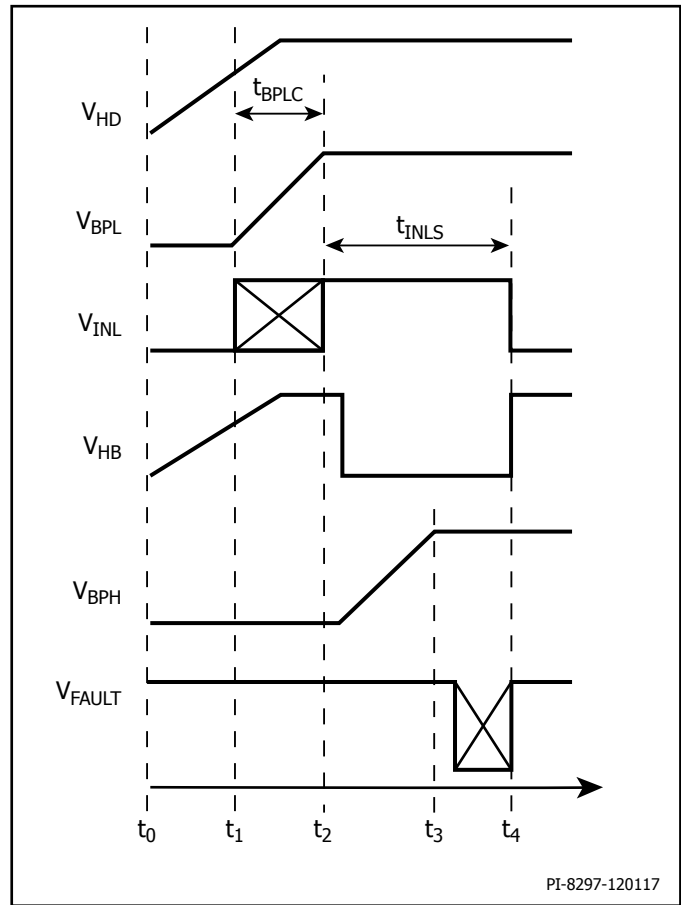 V_HD
t_BPLC
V_BPL
t_INLS
V_INL
V_HB
V_BPH
V_FAULT
t_0 t_1 t_2 t_3 t_4
PI-8297-120117